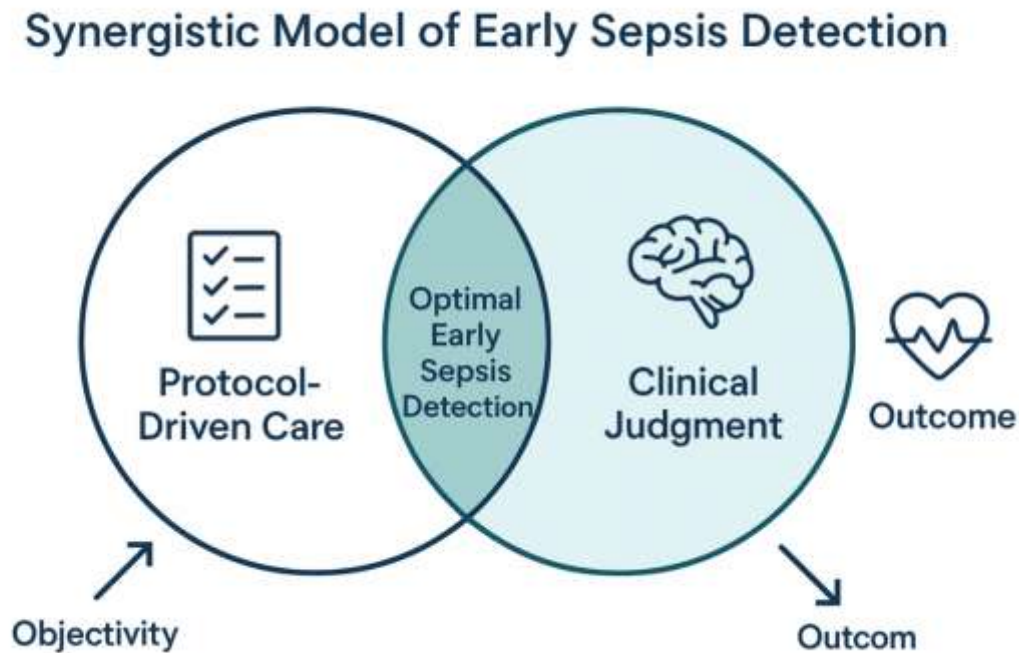 Synergistic Model of Early Sepsis Detection
Optimal
Early
Sepsis
Detection
Protocol-
Driven Care
Clinical
Judgment
Outcome
Objectivity
Outcom